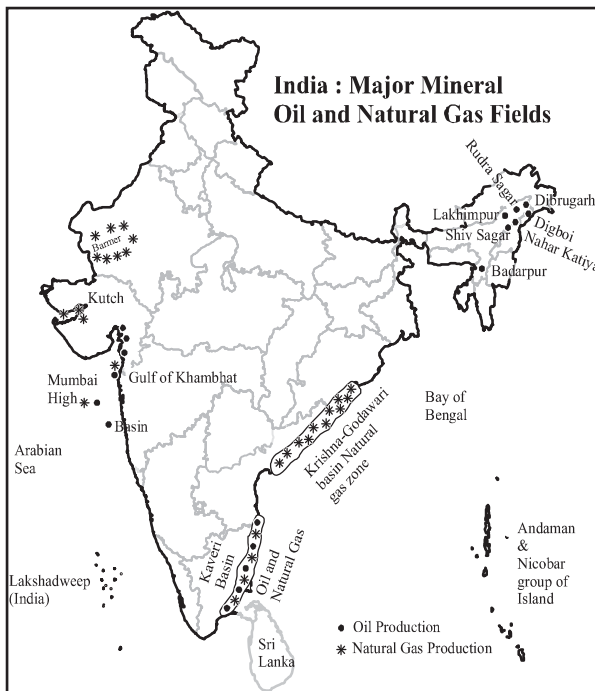 India : Major Mineral
Oil and Natural Gas Fields
Rudra Sagar
Dibrugarh
Lakhimpur
Digboi
Shiv Sagar
Nahar Katiya
Badarpur
Barmer
Kutch
Gulf of Khambhat
Mumbai
High
Basin
Arabian
Sea
Bay of
Bengal
Krishna-Godawari
basin Natural
gas zone
Kaveri
Basin
Oil and
Natural Gas
Lakshadweep
(India)
Andaman
&
Nicobar
group of
Island
Sri
Lanka
Oil Production
Natural Gas Production